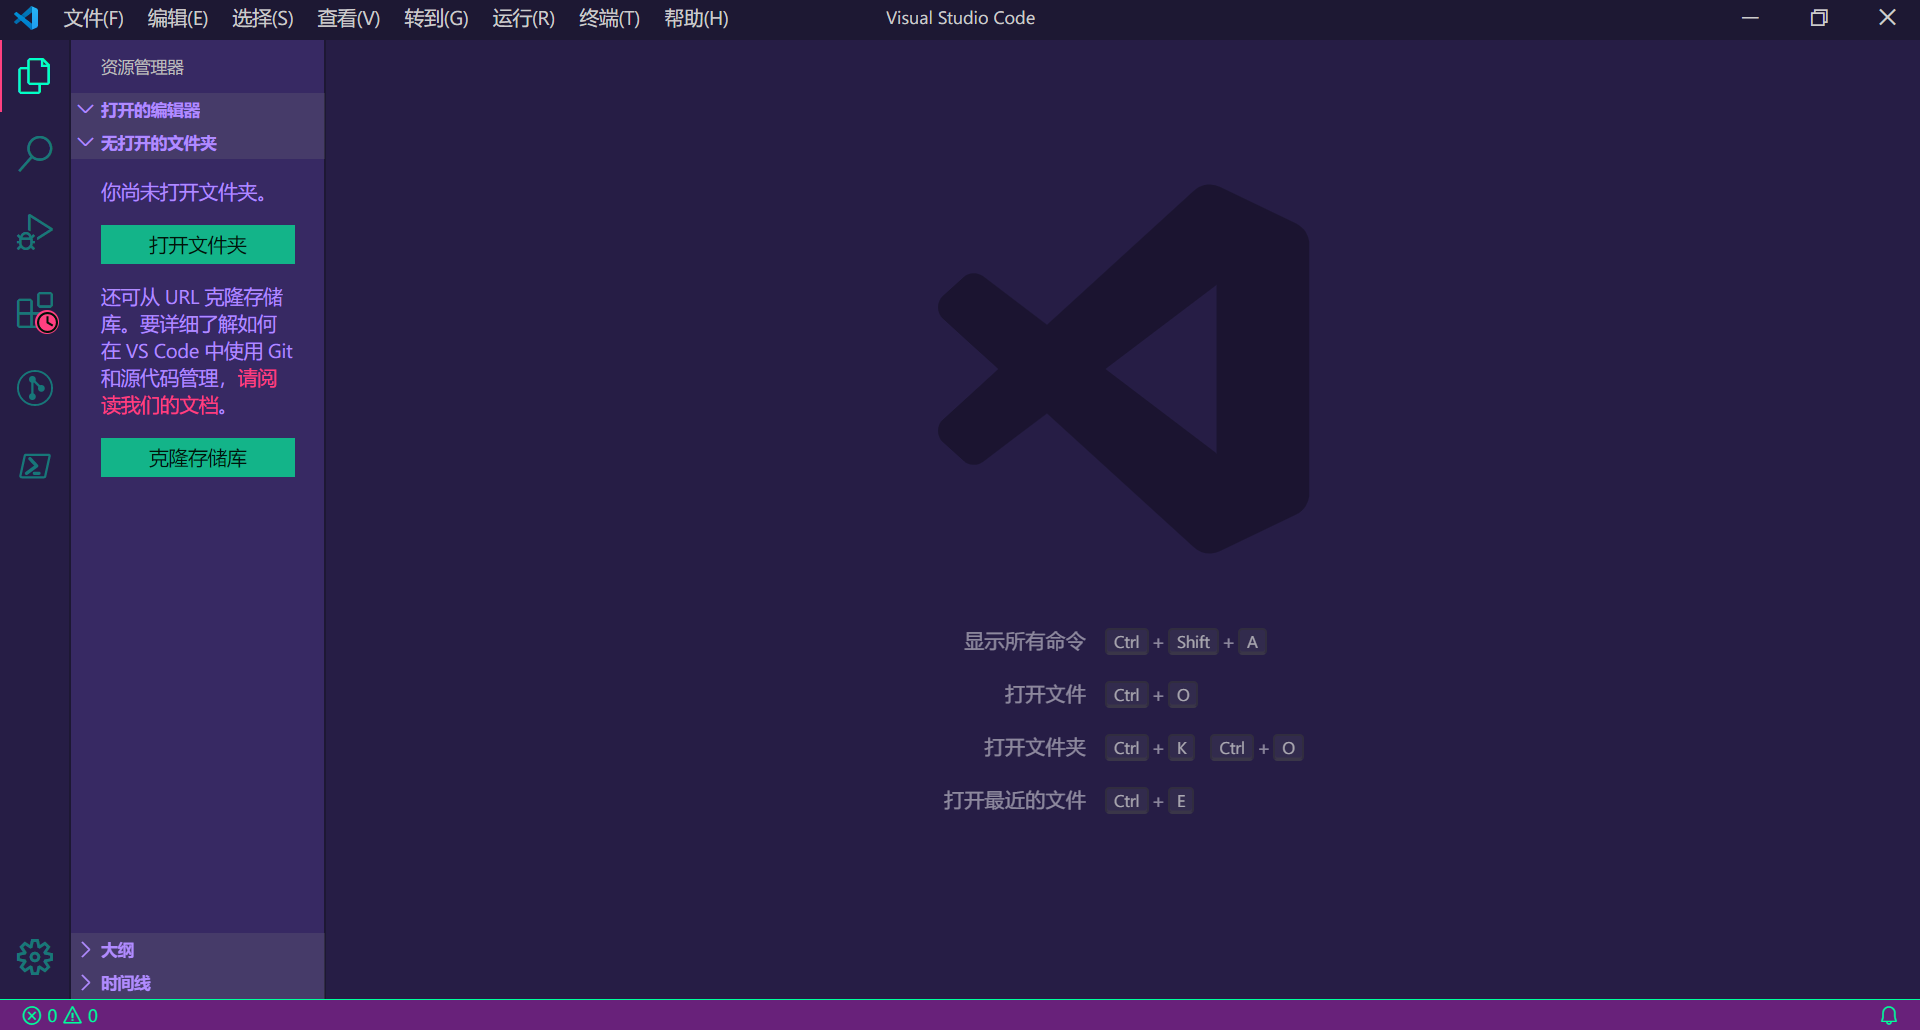 文件(F) 编辑(E) 选择(S) 查看(V) 转到(G) 运行(R) 终端(T) 帮助(H) Visual Studio Code
资源管理器
打开的编辑器
无打开的文件夹
你尚未打开文件夹。
打开文件夹
还可从 URL 克隆存储
库。要详细了解如何
在 VS Code 中使用 Git
和源代码管理，请阅
读我们的文档。
克隆存储库
显示所有命令 Ctrl + Shift + A
打开文件 Ctrl + O
打开文件夹 Ctrl + K Ctrl + O
打开最近的文件 Ctrl + E
大纲
时间线
0 0